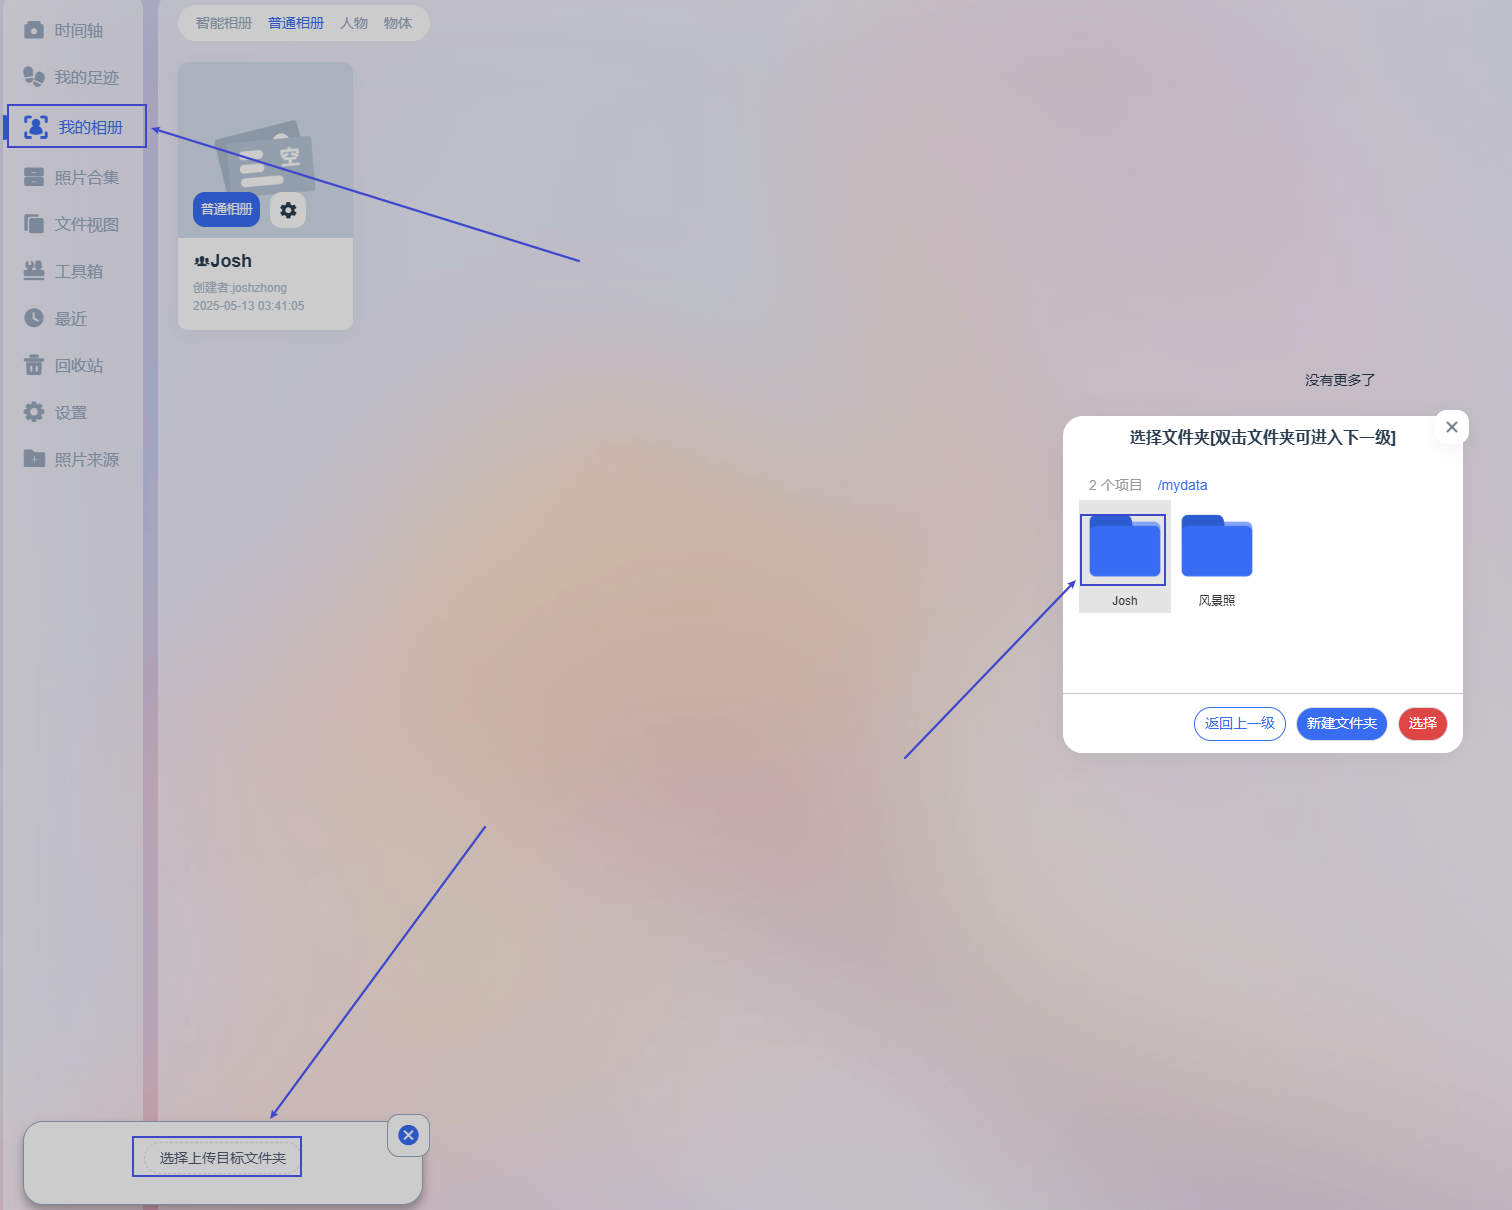 时间轴
我的足迹
我的相册
照片合集
文件视图
工具箱
最近
回收站
设置
照片来源
智能相册 普通相册 人物 物体
空
普通相册
Josh
创建者:joshzhong
2025-05-13 03:41:05
没有更多了
选择文件夹[双击文件夹可进入下一级]
2 个项目 /mydata
Josh 风景照
返回上一级 新建文件夹 选择
选择上传目标文件夹